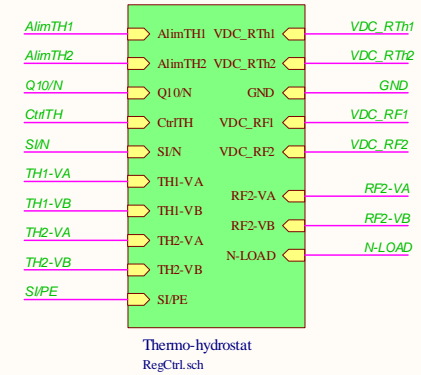 AlimTH1 AlimTH1 VDC_RTh1 VDC_RTh1
AlimTH2 AlimTH2 VDC_RTh2 VDC_RTh2
Q10/N Q10/N GND GND
CtrlTH CtrlTH VDC_RF1 VDC_RF1
SI/N SI/N VDC_RF2 VDC_RF2
TH1-VA TH1-VA RF2-VA RF2-VA
TH1-VB TH1-VB RF2-VB RF2-VB
TH2-VA TH2-VA N-LOAD N-LOAD
TH2-VB TH2-VB
SI/PE SI/PE
Thermo-hydrostat
RegCtrl.sch